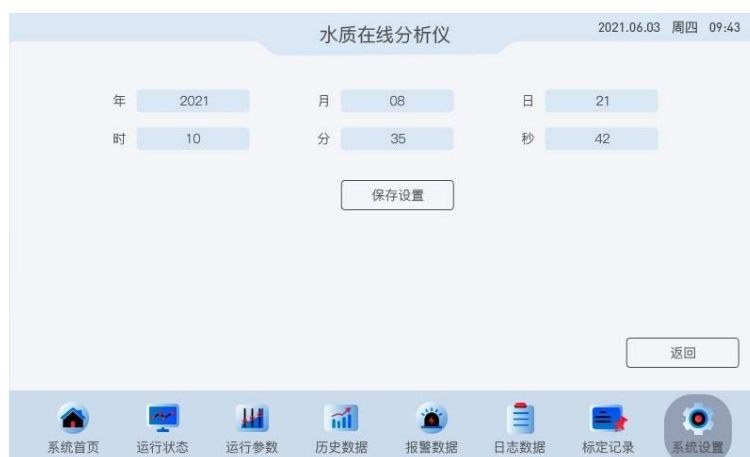 水质在线分析仪 2021.06.03 周四 09:43
年 2021 月 08 日 21
时 10 分 35 秒 42
保存设置
返回
系统首页 运行状态 运行参数 历史数据 报警数据 日志数据 标定记录 系统设置